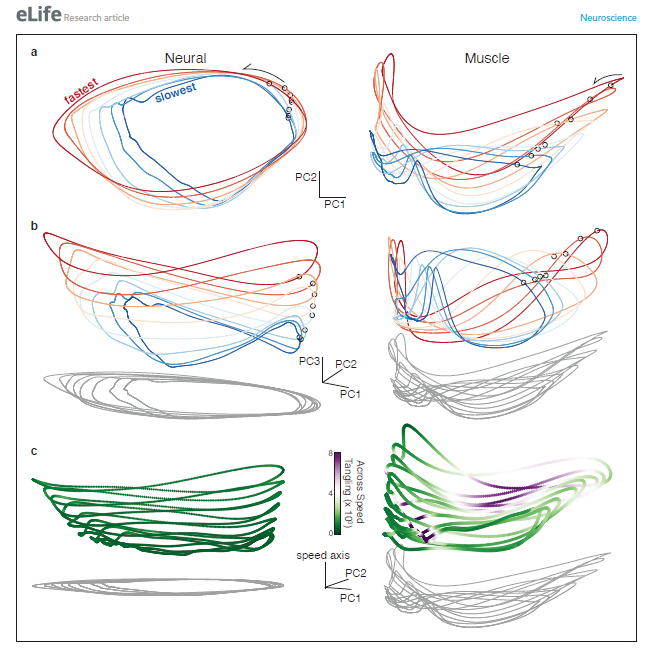 eLife Research article
Neuroscience
a
Neural
Muscle
fastest
slowest
PC2
PC1
b
PC3
PC2
PC1
c
8
4
0
Across Speed
Tangling (x 10³)
speed axis
PC2
PC1